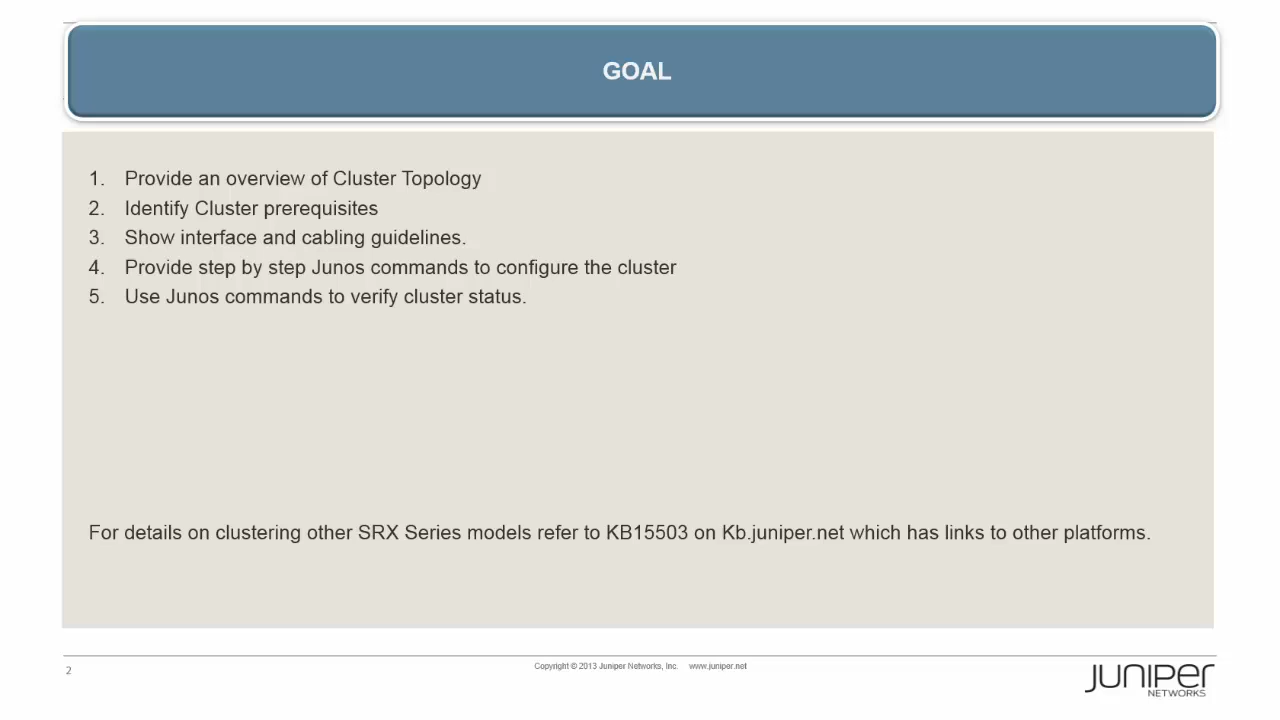 GOAL
1. Provide an overview of Cluster Topology
2. Identify Cluster prerequisites
3. Show interface and cabling guidelines.
4. Provide step by step Junos commands to configure the cluster
5. Use Junos commands to verify cluster status.
For details on clustering other SRX Series models refer to KB15503 on Kb.juniper.net which has links to other platforms.
2
Copyright © 2013 Juniper Networks, Inc. www.juniper.net
JUNIPER
NETWORKS